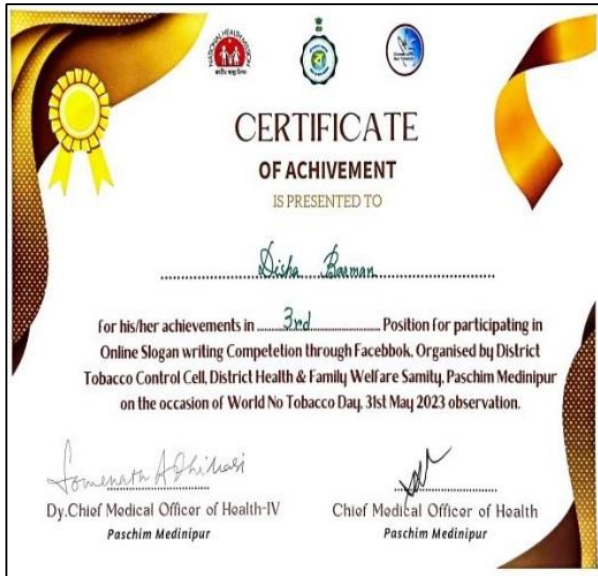 NATIONAL HEALTH MISSION
CERTIFICATE
OF ACHIVEMENT
IS PRESENTED TO
Disha Barman
for his/her achievements in 3rd Position for participating in
Online Slogan writing Competetion through Facebbok. Organised by District
Tobacco Control Cell, District Health & Family Welfare Samity, Paschim Medinipur
on the occasion of World No Tobacco Day, 31st May 2023 observation.
Somenath Adhikari
Dy.Chief Medical Officer of Health-IV
Paschim Medinipur
Chief Medical Officer of Health
Paschim Medinipur